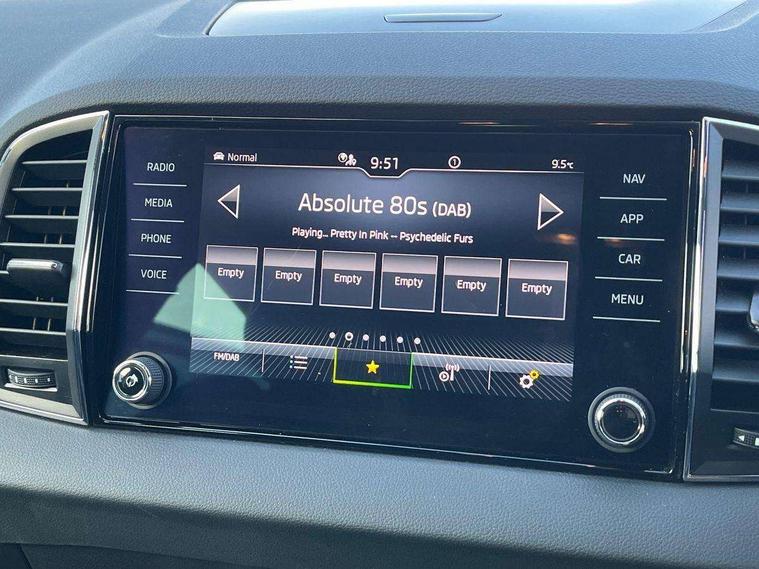 RADIO
MEDIA
PHONE
VOICE
Normal
9:51
1
9.5°C
Absolute 80s (DAB)
Playing... Pretty In Pink -- Psychedelic Furs
Empty Empty Empty Empty Empty Empty
FM/DAB
NAV
APP
CAR
MENU